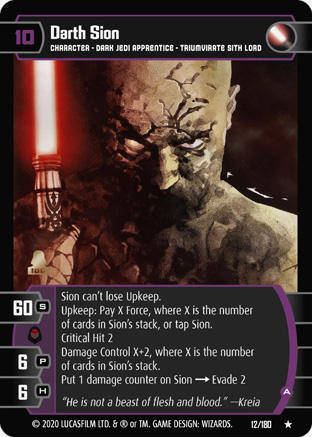 10
Darth Sion
CHARACTER - DARK JEDI APPRENTICE - TRIUMVIRATE SITH LORD
60 S
6 P
6 H
Sion can't lose Upkeep.
Upkeep: Pay X Force, where X is the number
of cards in Sion's stack, or tap Sion.
Critical Hit 2
Damage Control X+2, where X is the number
of cards in Sion's stack.
Put 1 damage counter on Sion → Evade 2
A
"He is not a beast of flesh and blood." –Kreia
© 2020 LUCASFILM LTD. & ® or TM. GAME DESIGN: WIZARDS.
12/180 ★